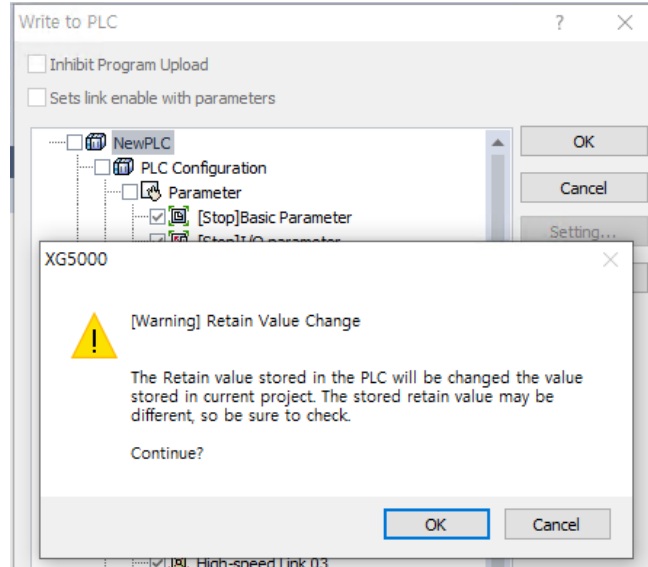 Write to PLC
Inhibit Program Upload
Sets link enable with parameters
NewPLC
OK
PLC Configuration
Parameter
Cancel
[Stop]Basic Parameter
[Stop]I/O parameter
Setting...
XG5000
[Warning] Retain Value Change
The Retain value stored in the PLC will be changed the value
stored in current project. The stored retain value may be
different, so be sure to check.
Continue?
OK
Cancel
High-speed Link 03